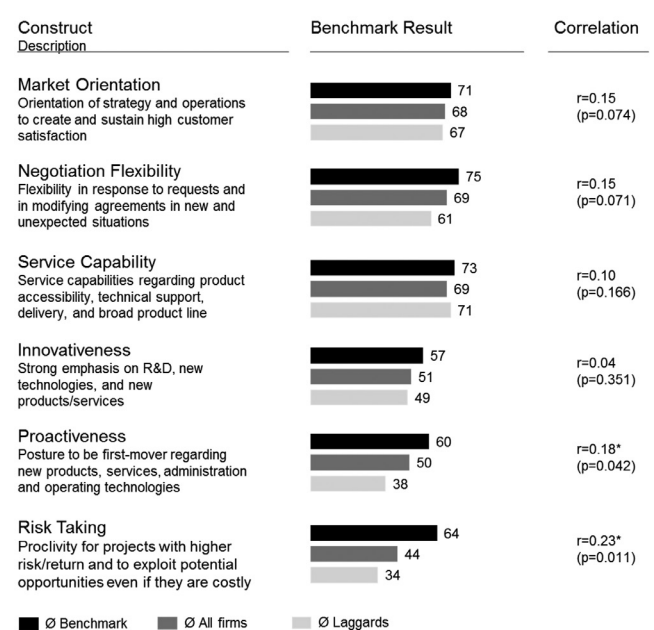 Construct
Description
Benchmark Result
Correlation
Market Orientation
Orientation of strategy and operations
to create and sustain high customer
satisfaction
71
68
67
r=0.15
(p=0.074)
Negotiation Flexibility
Flexibility in response to requests and
in modifying agreements in new and
unexpected situations
75
69
61
r=0.15
(p=0.071)
Service Capability
Service capabilities regarding product
accessibility, technical support,
delivery, and broad product line
73
69
71
r=0.10
(p=0.166)
Innovativeness
Strong emphasis on R&D, new
technologies, and new
products/services
57
51
49
r=0.04
(p=0.351)
Proactiveness
Posture to be first-mover regarding
new products, services, administration
and operating technologies
60
50
38
r=0.18*
(p=0.042)
Risk Taking
Proclivity for projects with higher
risk/return and to exploit potential
opportunities even if they are costly
64
44
34
r=0.23*
(p=0.011)
Ø Benchmark
Ø All firms
Ø Laggards